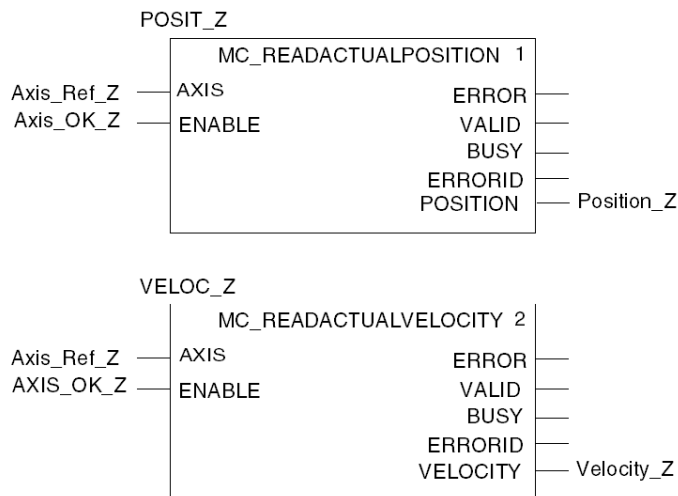 POSIT_Z
MC_READACTUALPOSITION 1
Axis_Ref_Z AXIS ERROR
Axis_OK_Z ENABLE VALID
BUSY
ERRORID
POSITION Position_Z
VELOC_Z
MC_READACTUALVELOCITY 2
Axis_Ref_Z AXIS ERROR
AXIS_OK_Z ENABLE VALID
BUSY
ERRORID
VELOCITY Velocity_Z